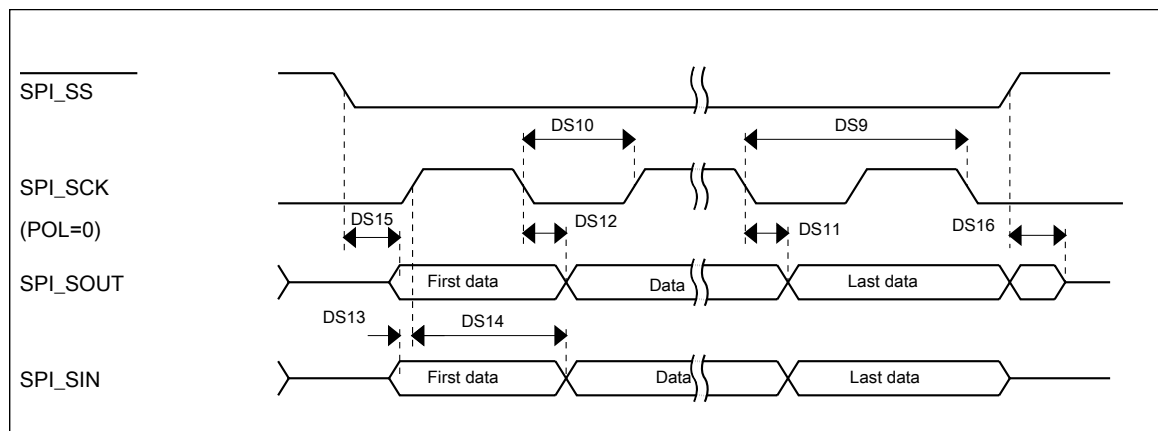 SPI_SS
DS10
DS9
SPI_SCK
(POL=0)
DS15
DS12
DS11
DS16
SPI_SOUT
First data
Data
Last data
DS13
DS14
SPI_SIN
First data
Data
Last data